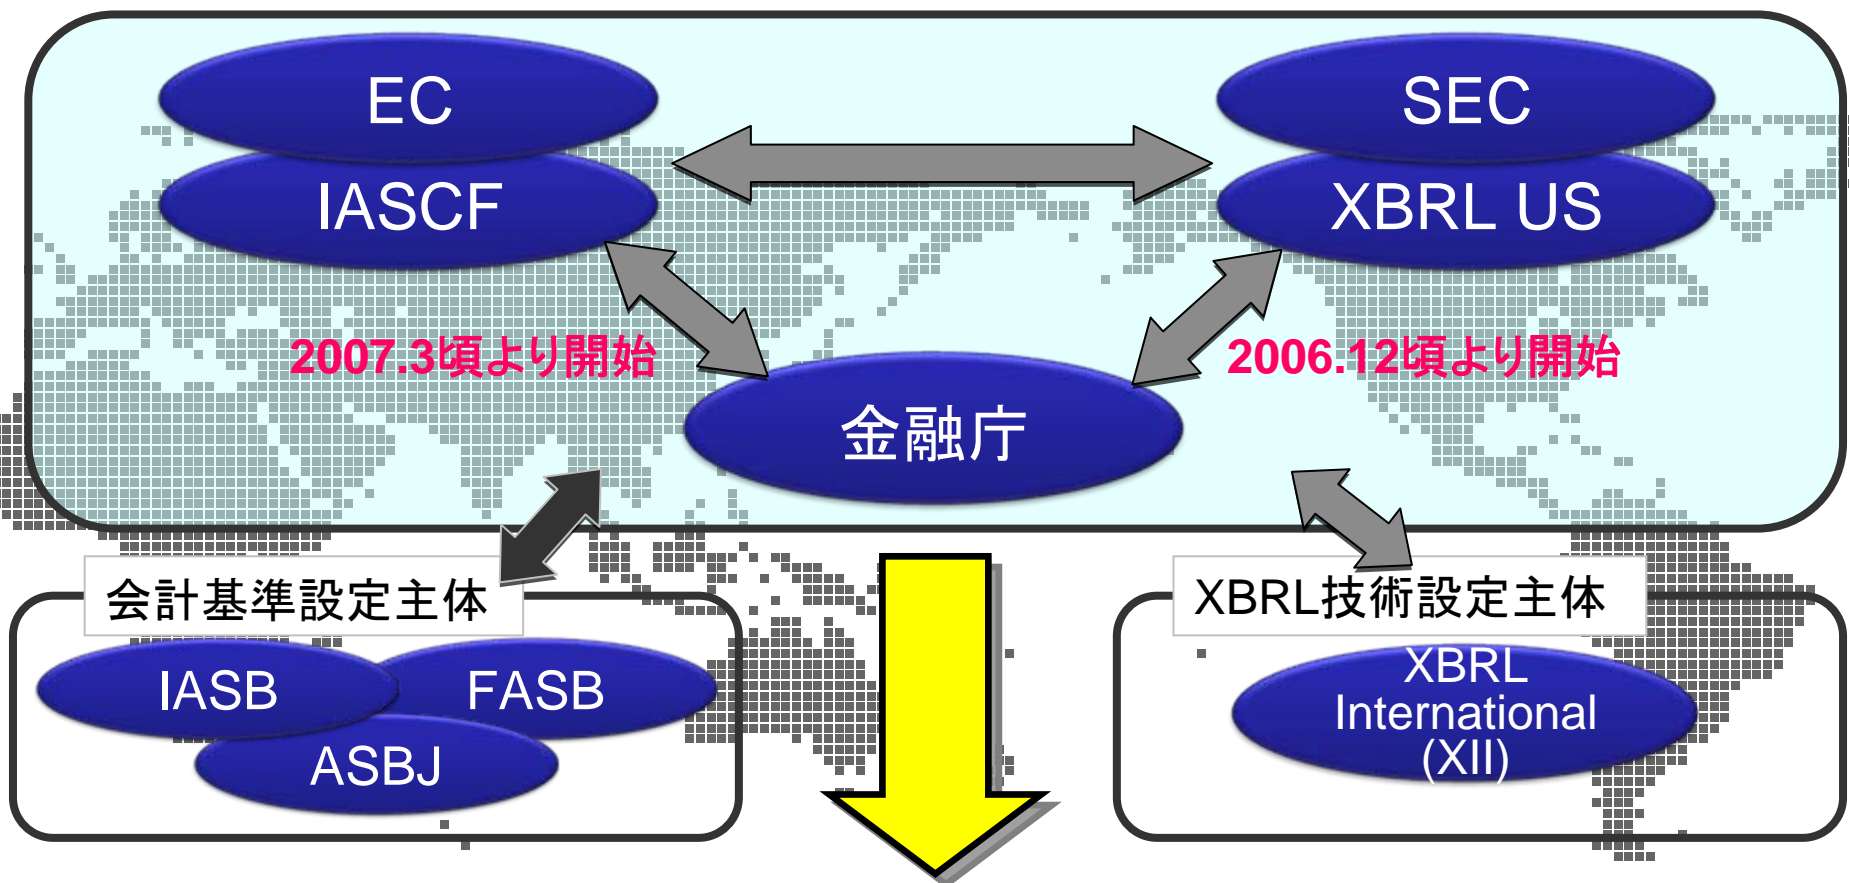 EC
SEC
IASCF
XBRL US
2007.3頃より開始
2006.12頃より開始
金融庁
会計基準設定主体
XBRL技術設定主体
IASB
FASB
ASBJ
XBRL
International
(XII)